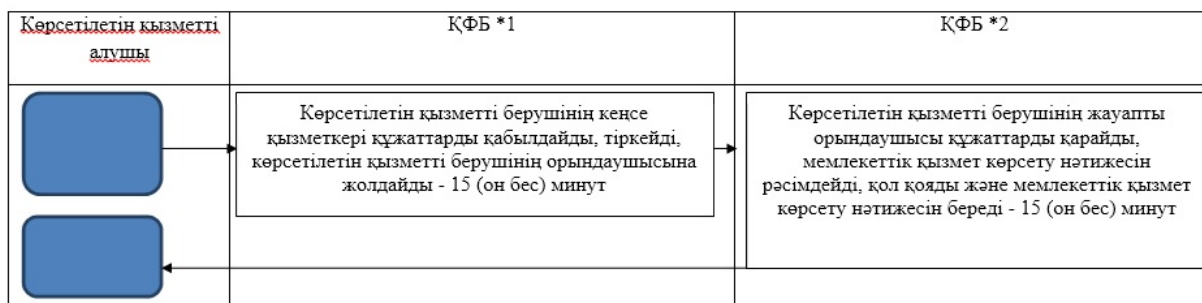 Көрсетілетін қызметті
алушы
ҚФБ *1
ҚФБ *2
Көрсетілетін қызметті берушінің кеңсе
қызметкері құжаттарды қабылдайды, тіркейді,
көрсетілетін қызметті берушінің орындаушысына
жолдайды - 15 (он бес) минут
Көрсетілетін қызметті берушінің жауапты
орындаушысы құжаттарды қарайды,
мемлекеттік қызмет көрсету нәтижесін
рәсімдейді, қол қояды және мемлекеттік қызмет
көрсету нәтижесін береді - 15 (он бес) минут